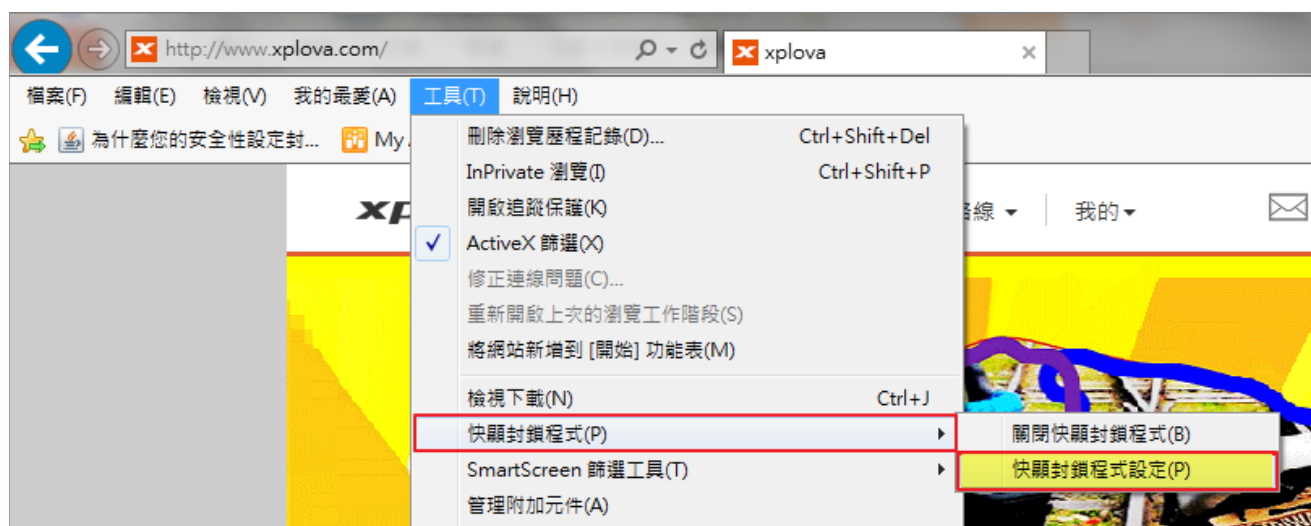 http://www.xplova.com/
xplova
檔案(F) 編輯(E) 檢視(V) 我的最愛(A) 工具(T) 說明(H)
為什麼您的安全性設定封... My
刪除瀏覽歷程記錄(D)... Ctrl+Shift+Del
InPrivate 瀏覽(I) Ctrl+Shift+P
開啟追蹤保護(K)
xp 路線 我的
ActiveX 篩選(X)
修正連線問題(C)...
重新開啟上次的瀏覽工作階段(S)
將網站新增到 [開始] 功能表(M)
檢視下載(N) Ctrl+J
快顯封鎖程式(P) 關閉快顯封鎖程式(B)
SmartScreen 篩選工具(T) 快顯封鎖程式設定(P)
管理附加元件(A)